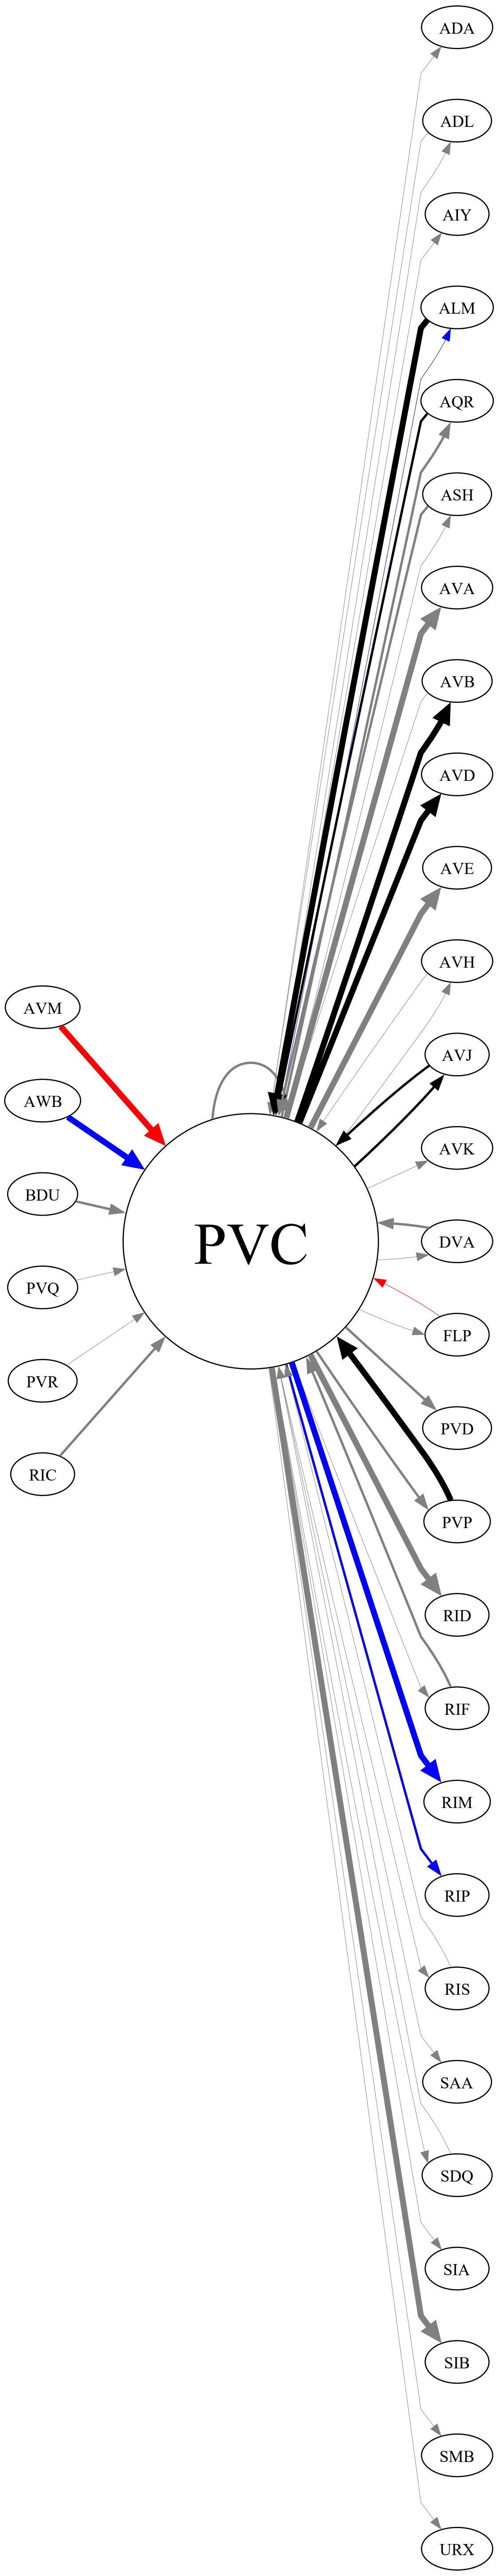 ADA
ADL
AIY
ALM
AQR
ASH
AVA
AVB
AVD
AVE
AVH
AVJ
AVK
DVA
FLP
PVD
PVP
RID
RIF
RIM
RIP
RIS
SAA
SDQ
SIA
SIB
SMB
URX
AVM
AWB
BDU
PVQ
PVR
RIC
PVC